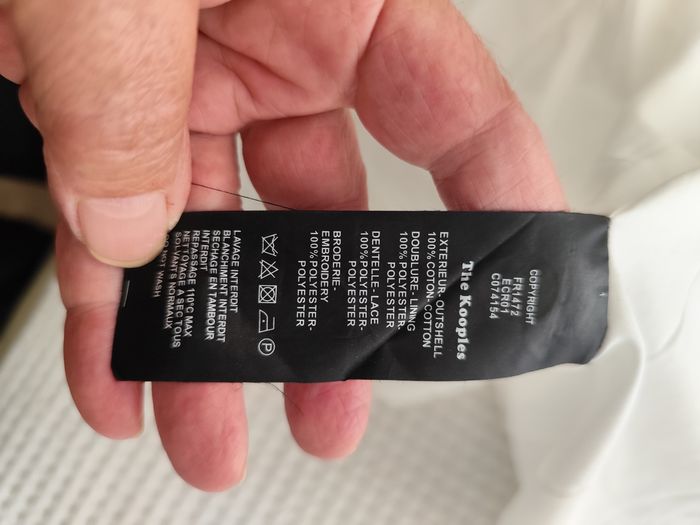 COPYRIGHT
FR1472
ECR01
C074154
The Kooples
EXTERIEUR- OUTSHELL
100% COTON- COTTON
DOUBLURE- LINING
100% POLYESTER-
POLYESTER
DENTELLE- LACE
100% POLYESTER-
POLYESTER
BRODERIE-
EMBROIDERY
100% POLYESTER-
POLYESTER
P
LAVAGE INTERDIT
BLANCHIMENT INTERDIT
SECHAGE EN TAMBOUR
INTERDIT
REPASSAGE 110°C MAX
NETTOYAGE A SEC TOUS
SOLVANTS NORMAUX
DO NOT WASH